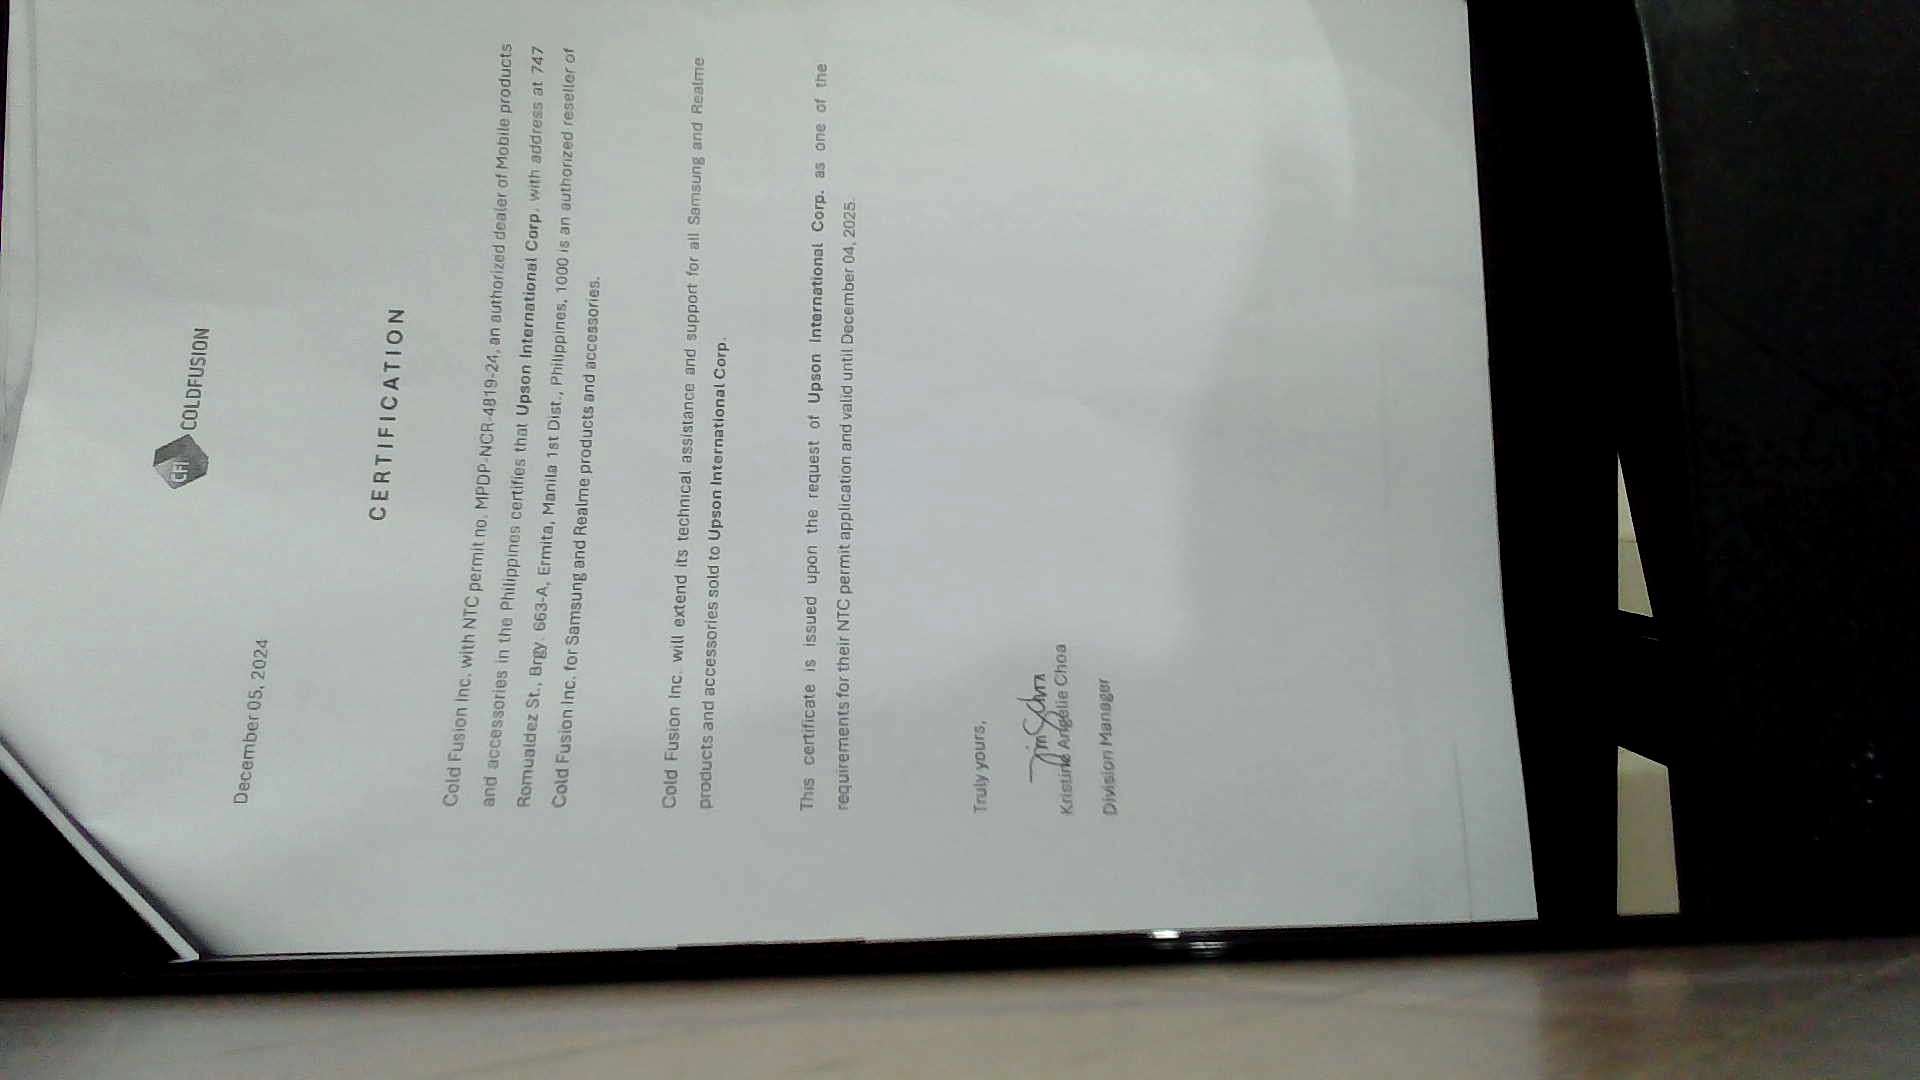 CFI COLDFUSION
December 05, 2024
CERTIFICATION
Cold Fusion Inc. with NTC permit no. MPDP-NCR-4819-24, an authorized dealer of Mobile products
and accessories in the Philippines certifies that Upson International Corp. with address at 747
Romualdez St., Brgy. 663-A, Ermita, Manila 1st Dist., Philippines, 1000 is an authorized reseller of
Cold Fusion Inc. for Samsung and Realme products and accessories.
Cold Fusion Inc. will extend its technical assistance and support for all Samsung and Realme
products and accessories sold to Upson International Corp.
This certificate is issued upon the request of Upson International Corp. as one of the
requirements for their NTC permit application and valid until December 04, 2025.
Truly yours,
Kristine Angelie Choa
Division Manager